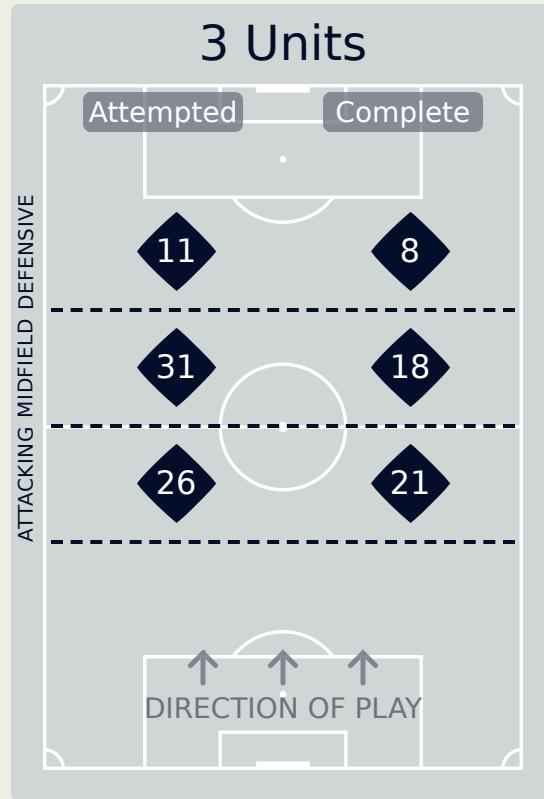 3 Units
Attempted Complete
ATTACKING MIDFIELD DEFENSIVE
11 8
31 18
26 21
DIRECTION OF PLAY